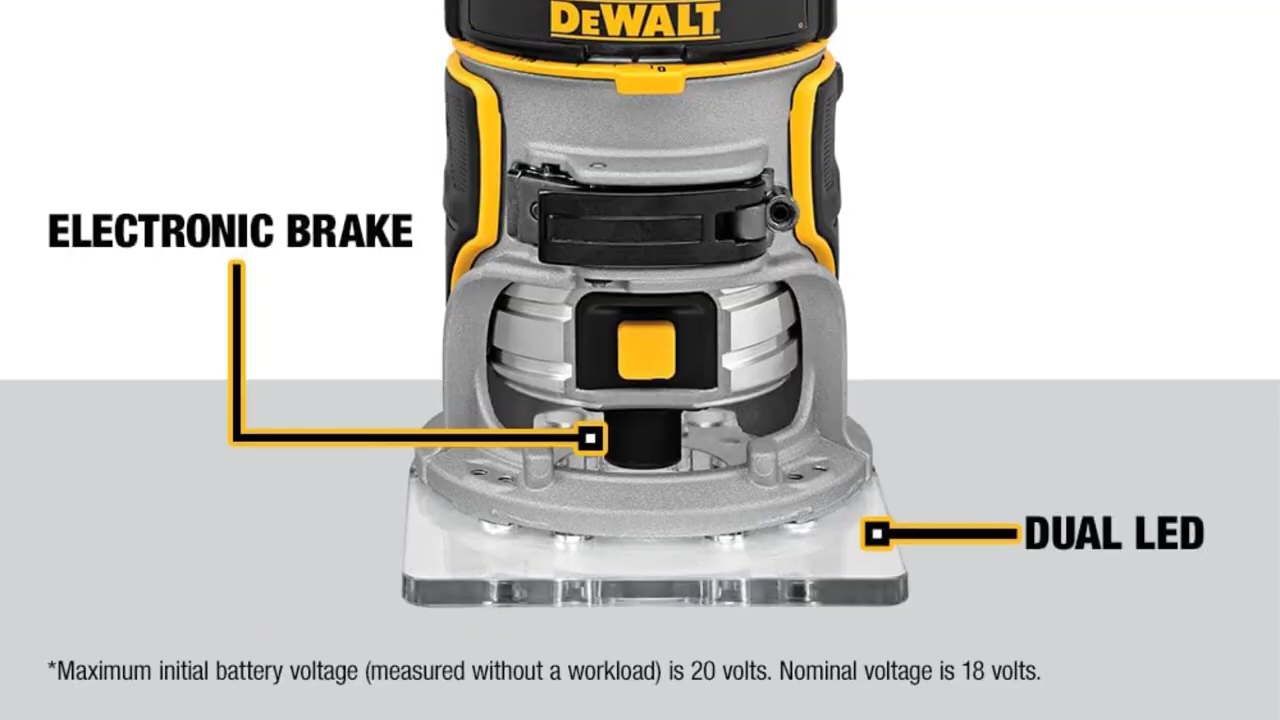 DEWALT
ELECTRONIC BRAKE
DUAL LED
*Maximum initial battery voltage (measured without a workload) is 20 volts. Nominal voltage is 18 volts.